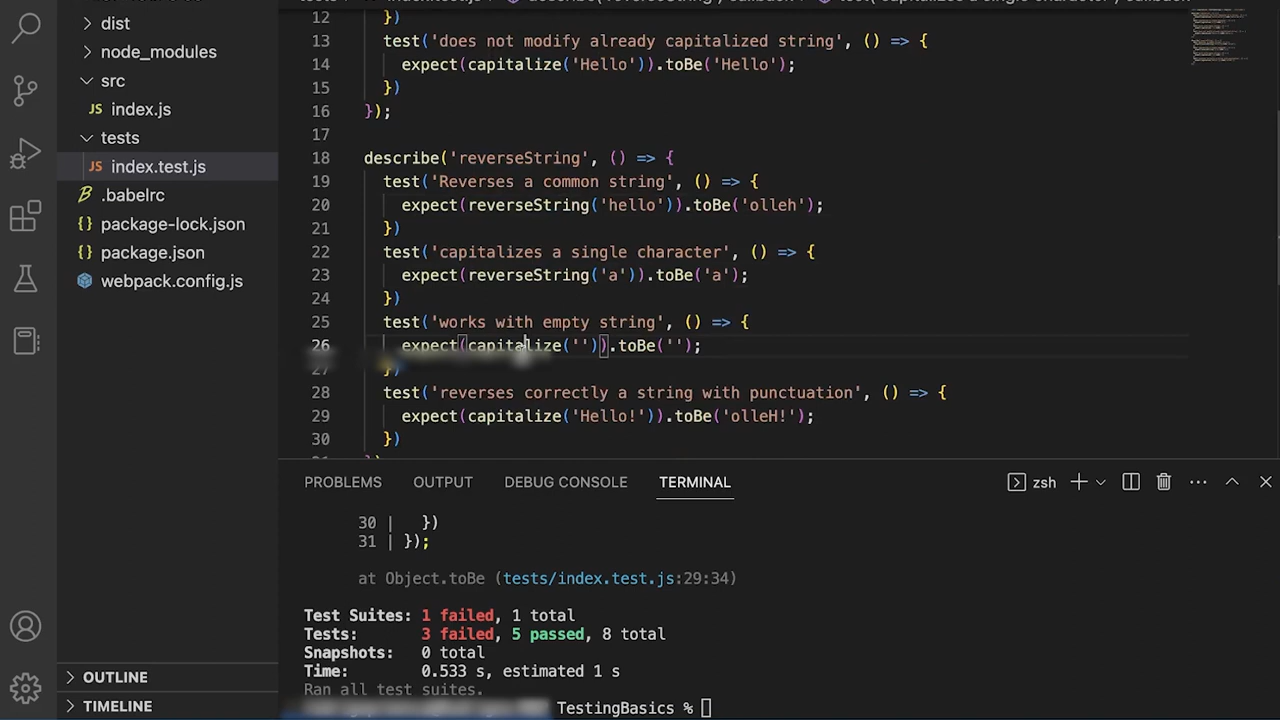 dist
node_modules
src
JS index.js
tests
JS index.test.js
.babelrc
{} package-lock.json
{} package.json
webpack.config.js
OUTLINE
TIMELINE
12 })
13 test('does not modify already capitalized string', () => {
14 expect(capitalize('Hello')).toBe('Hello');
15 })
16 });
17
18 describe('reverseString', () => {
19 test('Reverses a common string', () => {
20 expect(reverseString('hello')).toBe('olleh');
21 })
22 test('capitalizes a single character', () => {
23 expect(reverseString('a')).toBe('a');
24 })
25 test('works with empty string', () => {
26 expect(capitalize('')).toBe('');
27 })
28 test('reverses correctly a string with punctuation', () => {
29 expect(capitalize('Hello!')).toBe('olleH!');
30 })
PROBLEMS OUTPUT DEBUG CONSOLE TERMINAL zsh
30 | })
31 | });
at Object.toBe (tests/index.test.js:29:34)
Test Suites: 1 failed, 1 total
Tests: 3 failed, 5 passed, 8 total
Snapshots: 0 total
Time: 0.533 s, estimated 1 s
Ran all test suites.
TestingBasics %